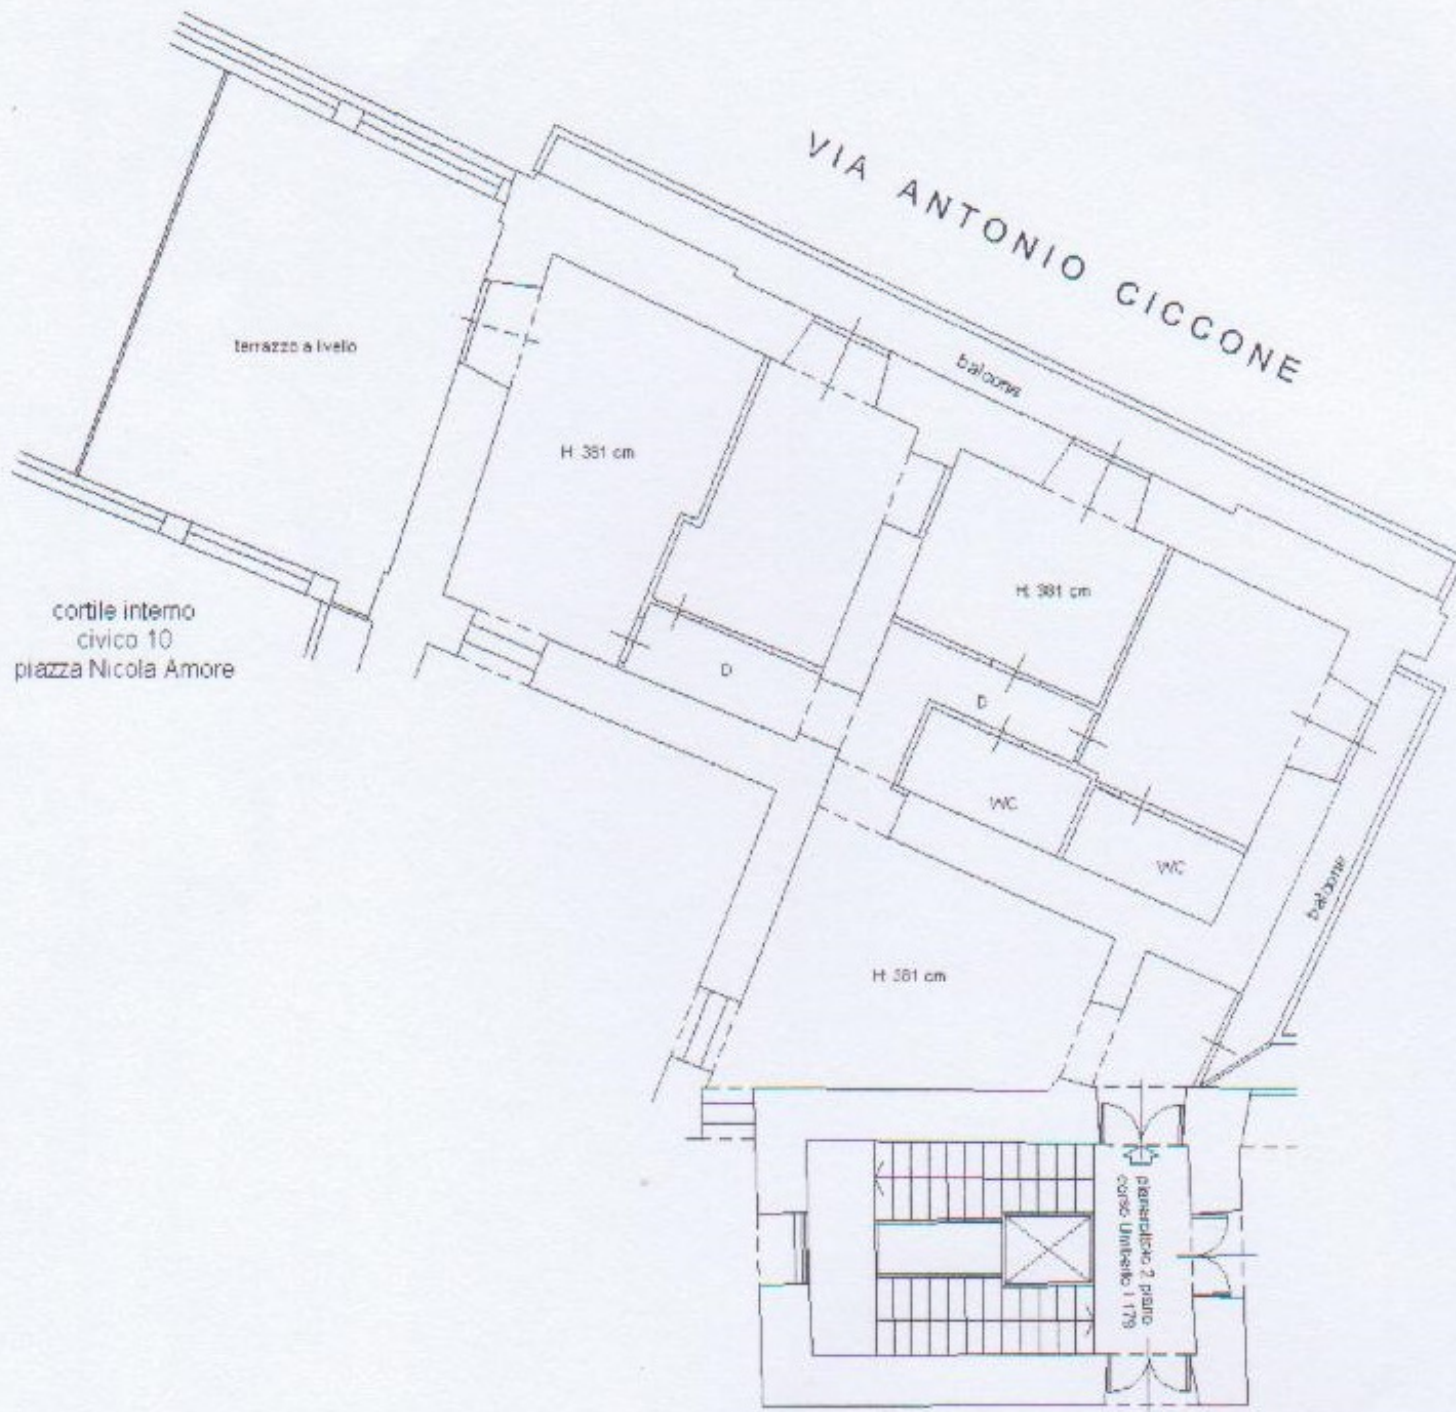 VIA ANTONIO CICCONE
balcone
terrazzo a livello
H: 381 cm
H: 381 cm
cortile interno
civico 10
piazza Nicola Amore
D
D
WC
WC
balcone
H: 381 cm
pianerottolo 2 piano
corso Umberto I 179